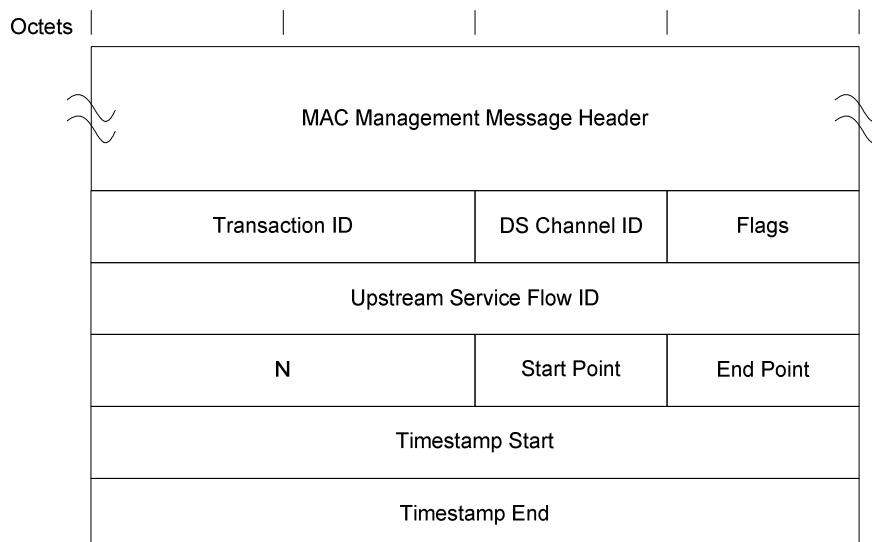 Octets
MAC Management Message Header
Transaction ID DS Channel ID Flags
Upstream Service Flow ID
N Start Point End Point
Timestamp Start
Timestamp End